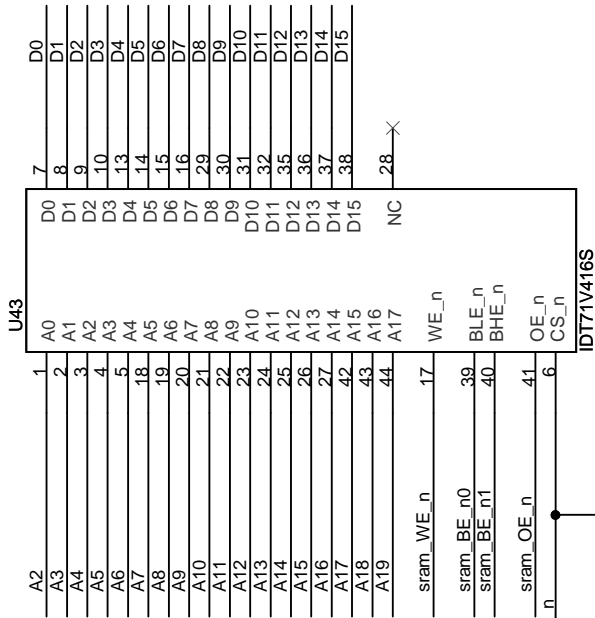 U43
A2 1 A0 D0 7 D0
A3 2 A1 D1 8 D1
A4 3 A2 D2 9 D2
A5 4 A3 D3 10 D3
A6 5 A4 D4 13 D4
A7 18 A5 D5 14 D5
A8 19 A6 D6 15 D6
A9 20 A7 D7 16 D7
A10 21 A8 D8 29 D8
A11 22 A9 D9 30 D9
A12 23 A10 D10 31 D10
A13 24 A11 D11 32 D11
A14 25 A12 D12 35 D12
A15 26 A13 D13 36 D13
A16 27 A14 D14 37 D14
A17 42 A15 D15 38 D15
A18 43 A16
A19 44 A17 NC 28
sram_WE_n 17 WE_n
sram_BE_n0 39 BLE_n
sram_BE_n1 40 BHE_n
sram_OE_n 41 OE_n
n 6 CS_n
IDT71V416S